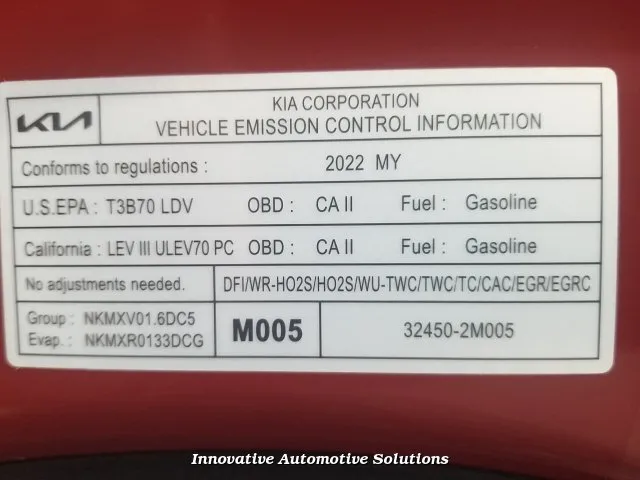 KIA
KIA CORPORATION
VEHICLE EMISSION CONTROL INFORMATION
Conforms to regulations : 2022 MY
U.S.EPA : T3B70 LDV OBD : CA II Fuel : Gasoline
California : LEV III ULEV70 PC OBD : CA II Fuel : Gasoline
No adjustments needed. DFI/WR-HO2S/HO2S/WU-TWC/TWC/TC/CAC/EGR/EGRC
Group : NKMXV01.6DC5
Evap. : NKMXR0133DCG
M005
32450-2M005
Innovative Automotive Solutions